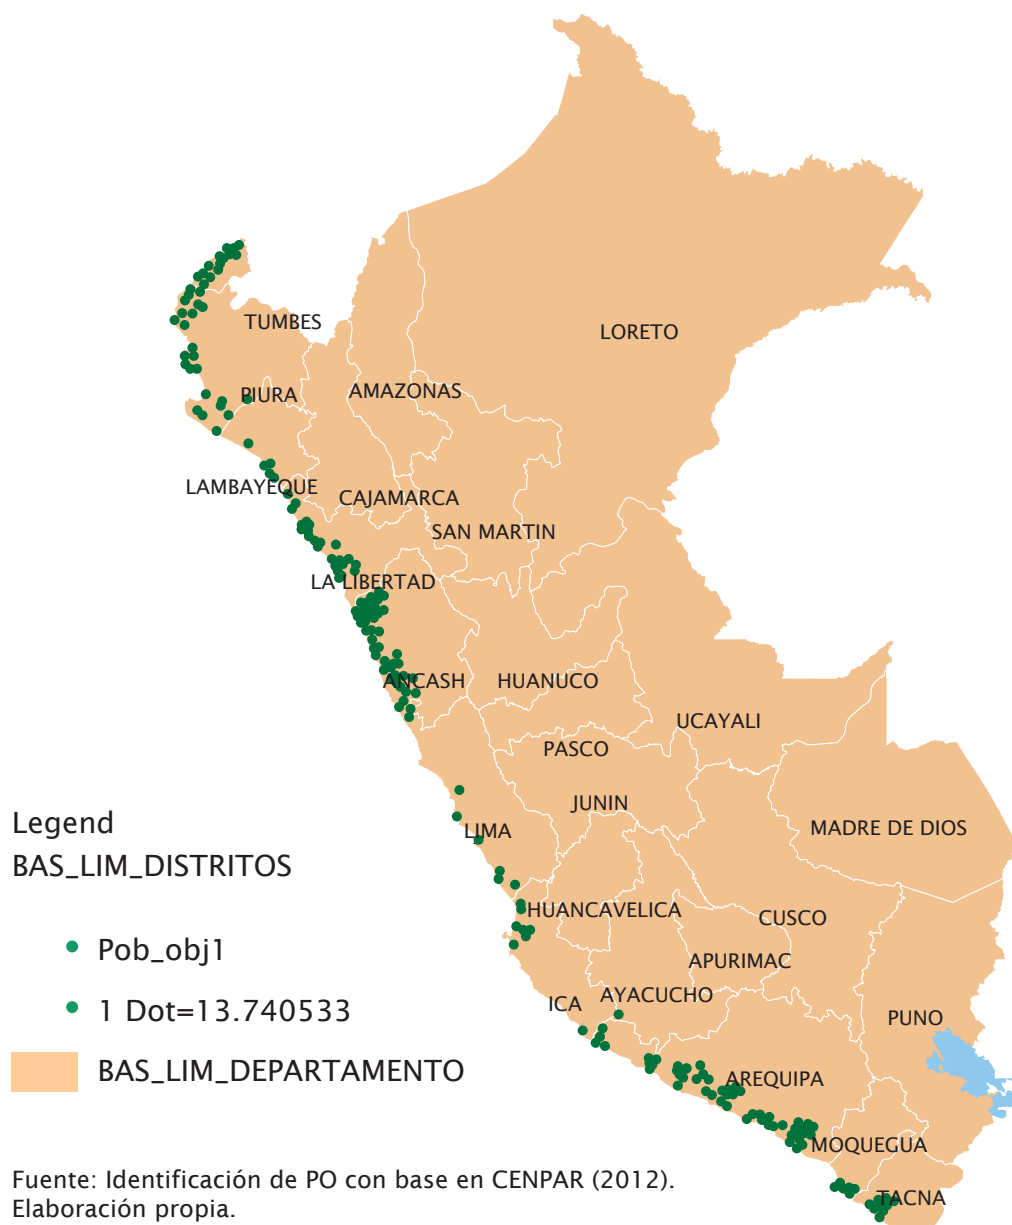 TUMBES
LORETO
PIURA
AMAZONAS
LAMBAYEQUE
CAJAMARCA
SAN MARTIN
LA LIBERTAD
ANCASH
HUANUCO
UCAYALI
PASCO
JUNIN
LIMA
MADRE DE DIOS
HUANCAVELICA
CUSCO
APURIMAC
ICA
AYACUCHO
PUNO
AREQUIPA
MOQUEGUA
TACNA
Legend
BAS_LIM_DISTRITOS
Pob_obj1
1 Dot=13.740533
BAS_LIM_DEPARTAMENTO
Fuente: Identificación de PO con base en CENPAR (2012).
Elaboración propia.